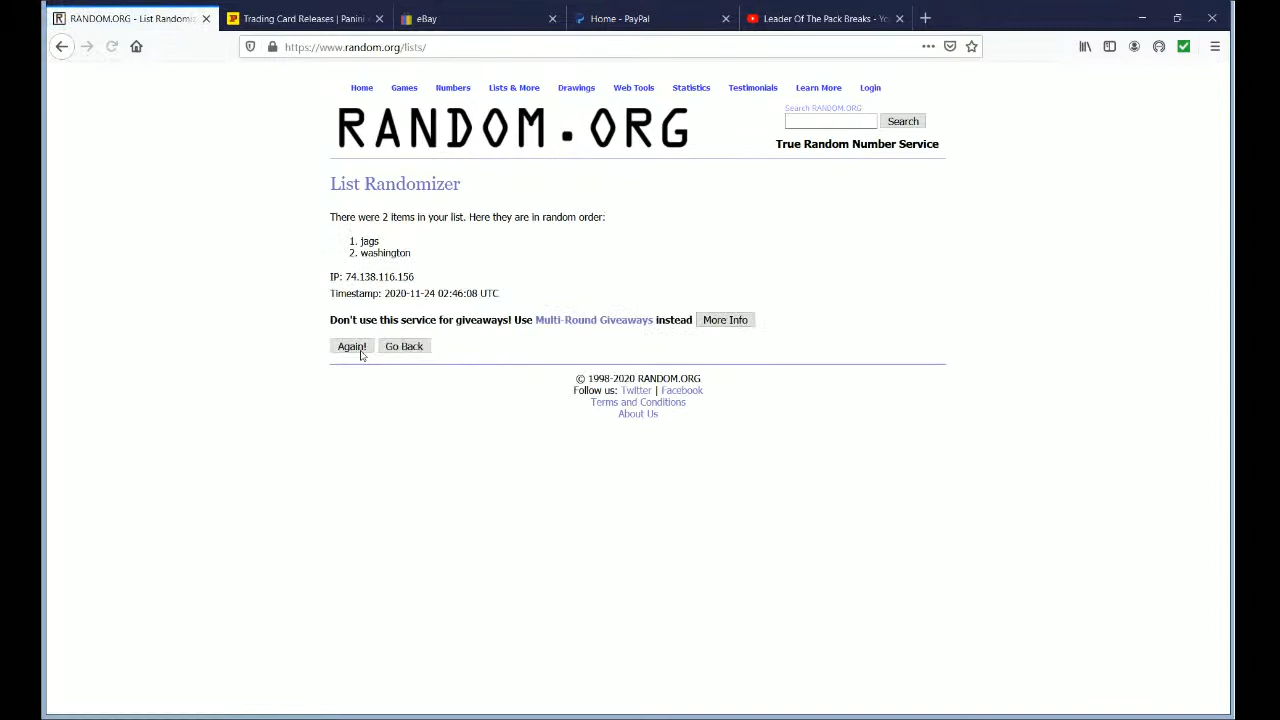 RANDOM.ORG - List Randomiz
Trading Card Releases | Panini
eBay
Home - PayPal
Leader Of The Pack Breaks - Yo
https://www.random.org/lists/
Home Games Numbers Lists & More Drawings Web Tools Statistics Testimonials Learn More Login
RANDOM.ORG
Search RANDOM.ORG
Search
True Random Number Service
List Randomizer
There were 2 items in your list. Here they are in random order:
1. jags
2. washington
IP: 74.138.116.156
Timestamp: 2020-11-24 02:46:08 UTC
Don't use this service for giveaways! Use Multi-Round Giveaways instead More Info
Again! Go Back
© 1998-2020 RANDOM.ORG
Follow us: Twitter | Facebook
Terms and Conditions
About Us